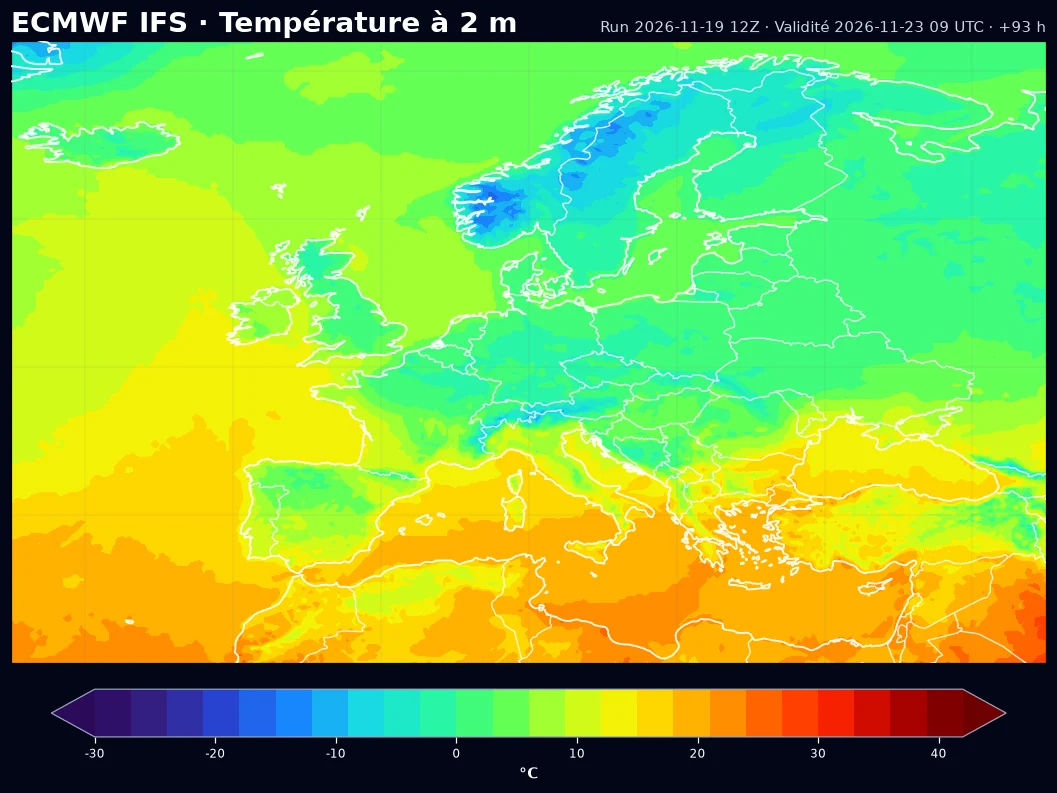 ECMWF IFS · Température à 2 m
Run 2026-11-19 12Z · Validité 2026-11-23 09 UTC · +93 h
-30 -20 -10 0 10 20 30 40
°C